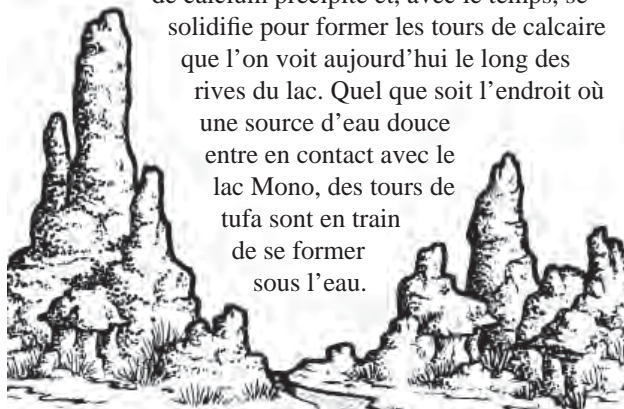 de calcium précipite et, avec le temps, se
solidifie pour former les tours de calcaire
que l’on voit aujourd’hui le long des
rives du lac. Quel que soit l’endroit où
une source d’eau douce
entre en contact avec le
lac Mono, des tours de
tufa sont en train
de se former
sous l’eau.